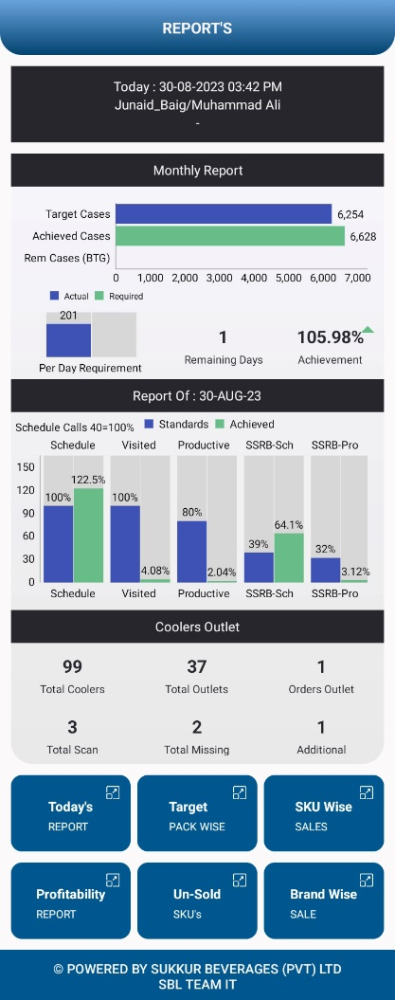 REPORT'S
Today : 30-08-2023 03:42 PM
Junaid_Baig/Muhammad Ali
-
Monthly Report
Target Cases 6,254
Achieved Cases 6,628
Rem Cases (BTG)
0 1,000 2,000 3,000 4,000 5,000 6,000 7,000
Actual Required
201
1 105.98%
Per Day Requirement Remaining Days Achievement
Report Of : 30-AUG-23
Schedule Calls 40=100% Standards Achieved
Schedule Visited Productive SSRB-Sch SSRB-Pro
150
120
90
60
30
0
100% 122.5% 100% 4.08% 80% 2.04% 39% 64.1% 32% 3.12%
Schedule Visited Productive SSRB-Sch SSRB-Pro
Coolers Outlet
99 37 1
Total Coolers Total Outlets Orders Outlet
3 2 1
Total Scan Total Missing Additional
Today's Target SKU Wise
REPORT PACK WISE SALES
Profitability Un-Sold Brand Wise
REPORT SKU's SALE
© POWERED BY SUKKUR BEVERAGES (PVT) LTD
SBL TEAM IT